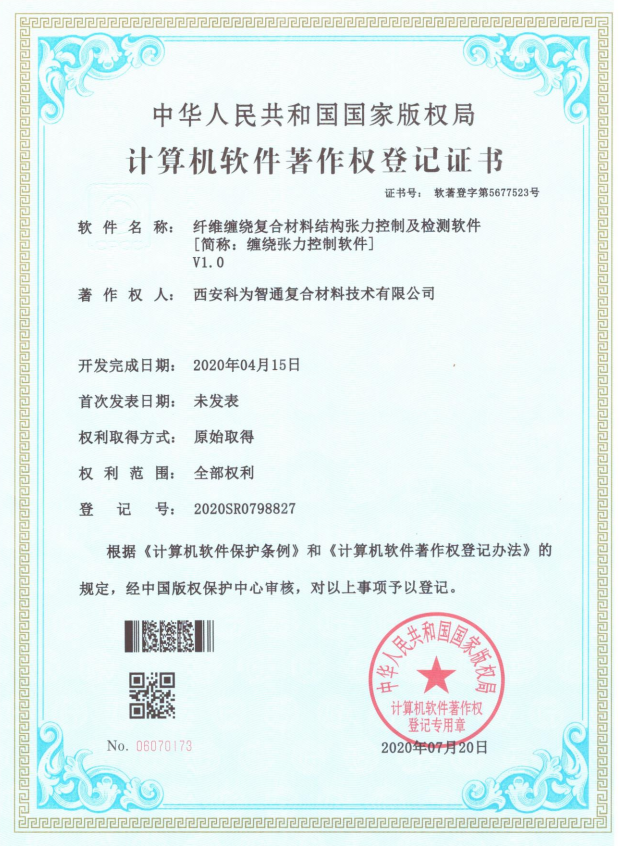 中华人民共和国国家版权局
计算机软件著作权登记证书
证书号： 软著登字第5677523号
软件名称： 纤维缠绕复合材料结构张力控制及检测软件
[简称：缠绕张力控制软件]
V1.0
著作权人： 西安科为智通复合材料技术有限公司
开发完成日期： 2020年04月15日
首次发表日期： 未发表
权利取得方式： 原始取得
权利范围： 全部权利
登记号： 2020SR0798827
根据《计算机软件保护条例》和《计算机软件著作权登记办法》的
规定，经中国版权保护中心审核，对以上事项予以登记。
中华人民共和国国家版权局
计算机软件著作权
登记专用章
No. 06070173
2020年07月20日